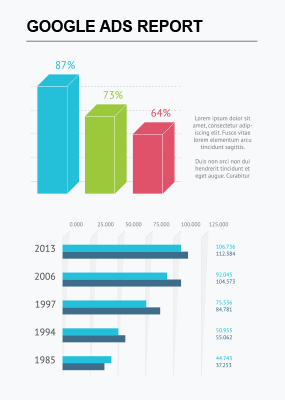 GOOGLE ADS REPORT
87%
73%
64%
Lorem ipsum dolor sit
amet, consectetur adip-
iscing elit. Fusce vitae
elementum arcu, mus
tincidunt sagittis.
Duis non arci non dui
hendrerit et tincidunt et
eget augue. Curabitur
0.000 25.000 50.000 75.000 100.000 125.000
2013
106.736
112.384
2006
92.045
104.573
1997
75.556
84.781
1994
50.955
55.062
1985
44.745
37.253